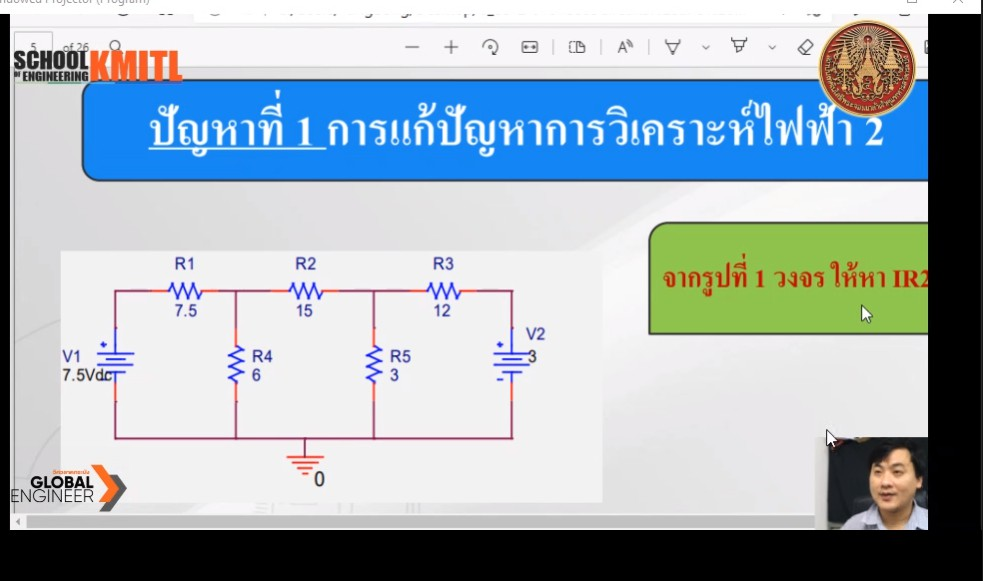 ndowed Projector (Program)
5 of 26
SCHOOL OF ENGINEERING KMITL
ปัญหาที่ 1 การแก้ปัญหาการวิเคราะห์ไฟฟ้า 2
จากรูปที่ 1 วงจร ให้หา IR2
R1 R2 R3
7.5 15 12
V1
7.5Vdc
R4
6
R5
3
V2
3
0
GLOBAL
ENGINEER